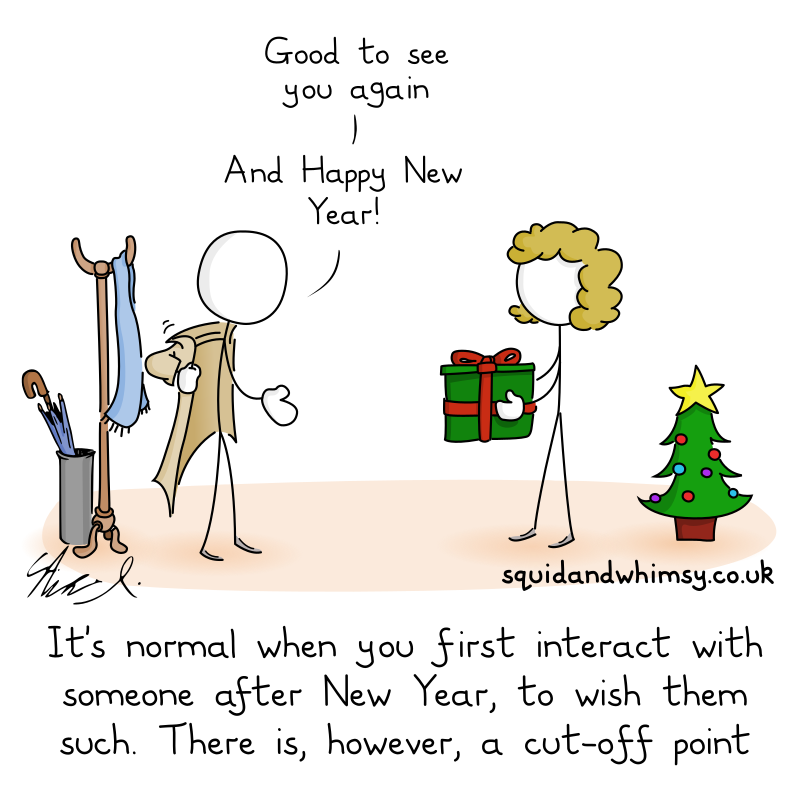 Good to see
you again
And Happy New
Year!
squidandwhimsy.co.uk
It's normal when you first interact with
someone after New Year, to wish them
such. There is, however, a cut-off point